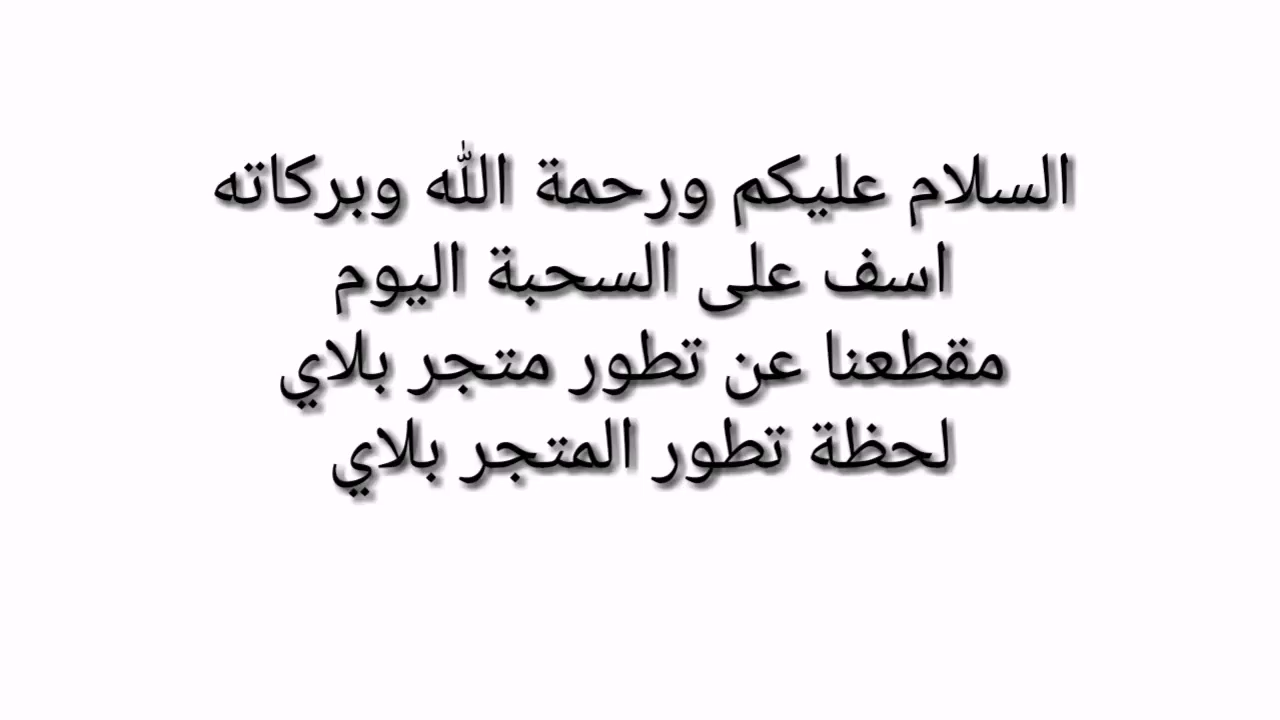 السلام عليكم ورحمة الله وبركاته
اسف على السحبة اليوم
مقطعنا عن تطور متجر بلاي
لحظة تطور المتجر بلاي